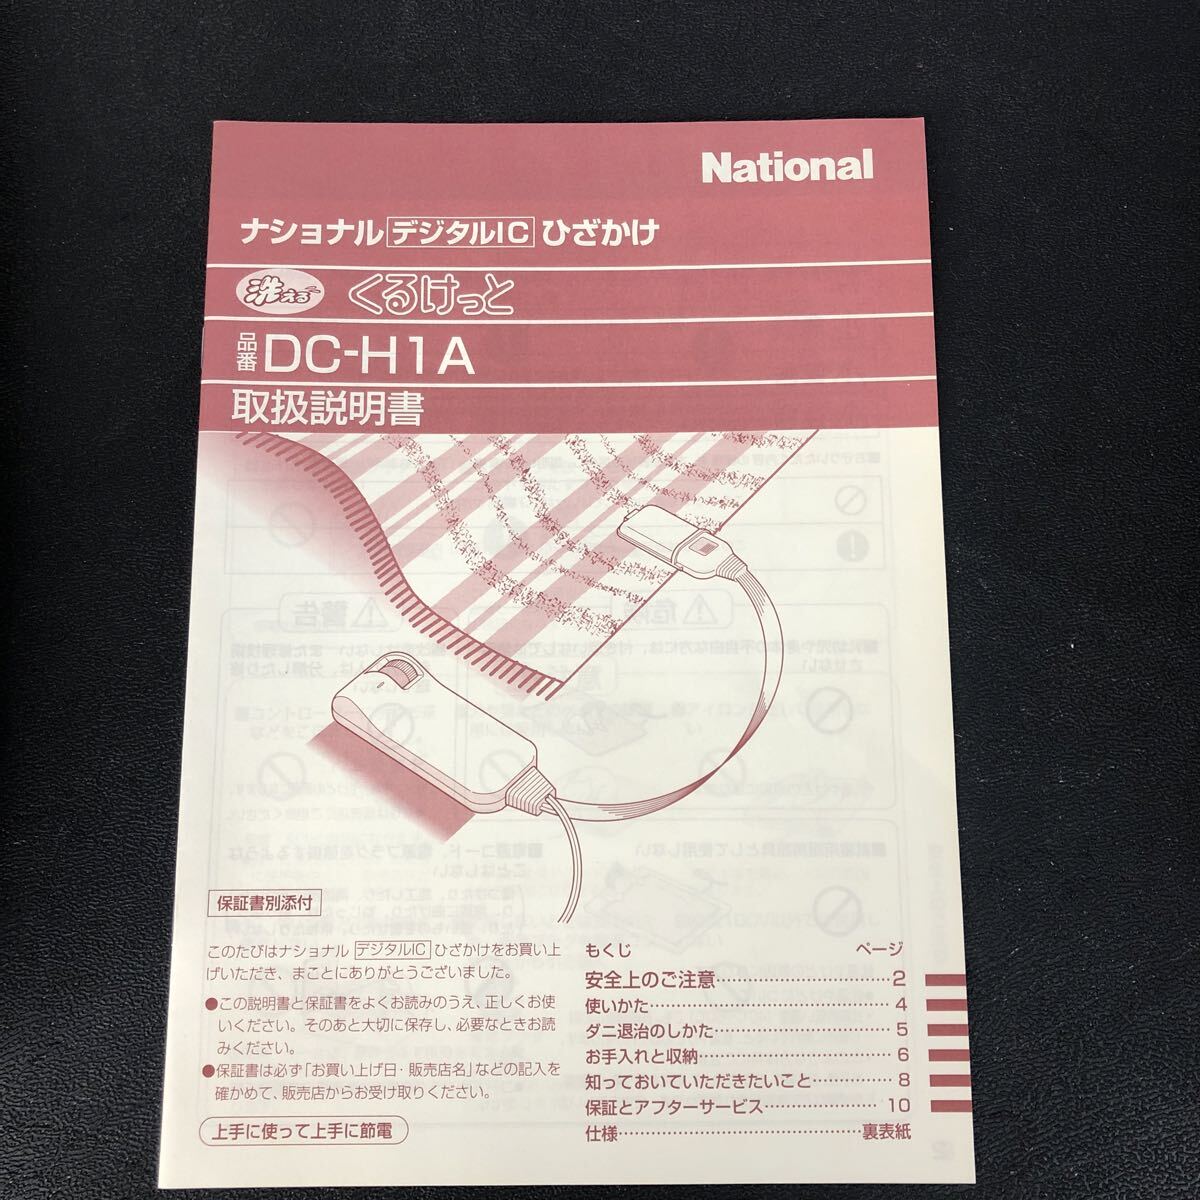 National
ナショナル デジタルIC ひざかけ
洗える くるけっと
品番 DC-H1A
取扱説明書
保証書別添付
このたびはナショナル デジタルIC ひざかけをお買い上
げいただき、まことにありがとうございました。
●この説明書と保証書をよくお読みのうえ、正しくお使
いください。そのあと大切に保存し、必要なときお読
みください。
●保証書は必ず「お買い上げ日・販売店名」などの記入を
確かめて、販売店からお受け取りください。
上手に使って上手に節電
もくじ ページ
安全上のご注意 2
使いかた 4
ダニ退治のしかた 5
お手入れと収納 6
知っておいていただきたいこと 8
保証とアフターサービス 10
仕様 裏表紙